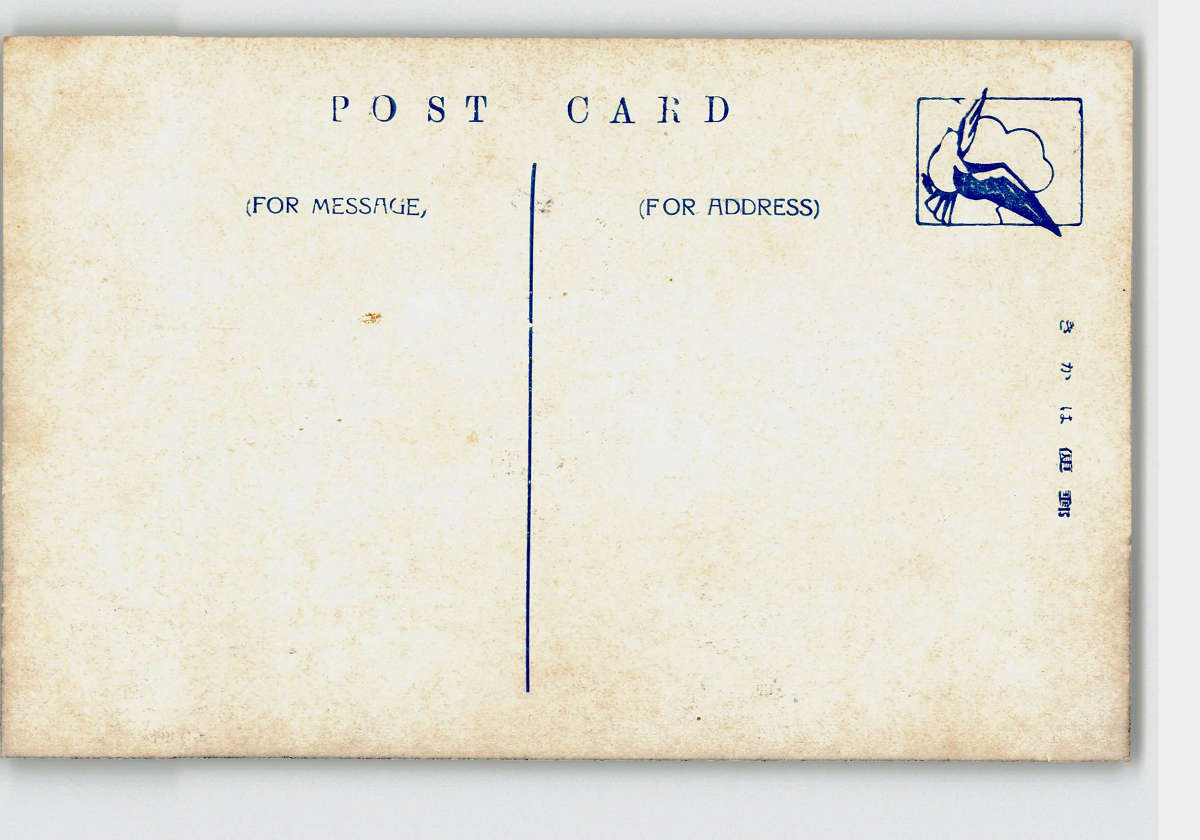 POST CARD
(FOR MESSAGE)
(FOR ADDRESS)
郵便はかき